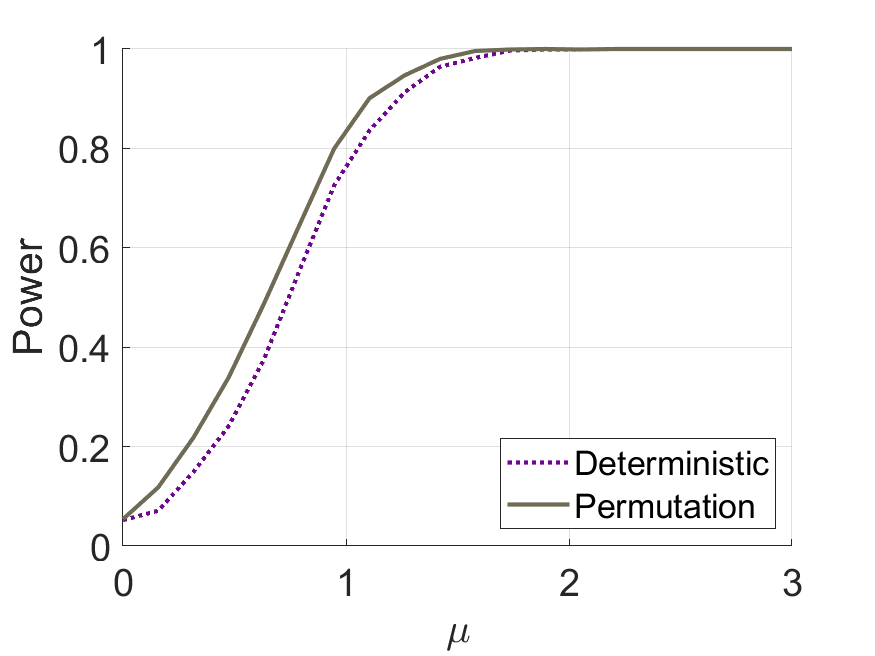 1
0.8
0.6
0.4
0.2
0
Power
Deterministic
Permutation
0
1
2
3
μ